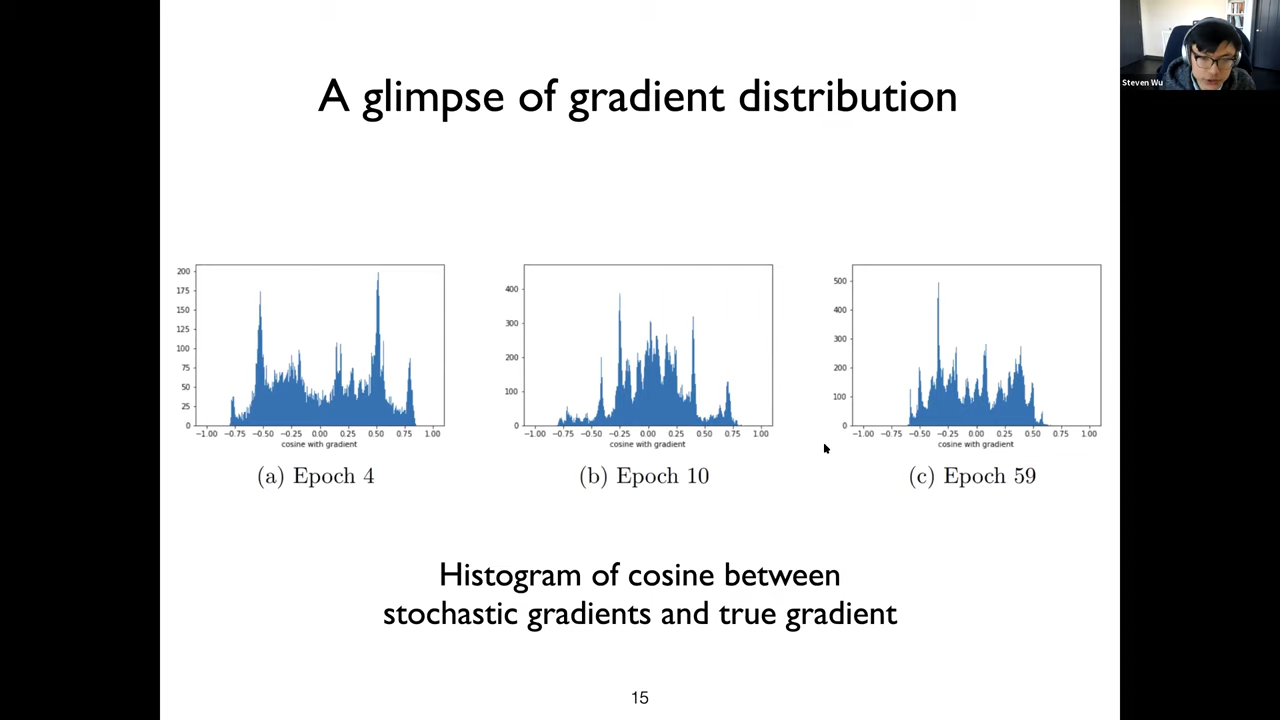 Steven Wu
A glimpse of gradient distribution
200
175
150
125
100
75
50
25
0
−1.00 −0.75 −0.50 −0.25 0.00 0.25 0.50 0.75 1.00
cosine with gradient
(a) Epoch 4
400
300
200
100
0
−1.00 −0.75 −0.50 −0.25 0.00 0.25 0.50 0.75 1.00
cosine with gradient
(b) Epoch 10
500
400
300
200
100
0
−1.00 −0.75 −0.50 −0.25 0.00 0.25 0.50 0.75 1.00
cosine with gradient
(c) Epoch 59
Histogram of cosine between
stochastic gradients and true gradient
15